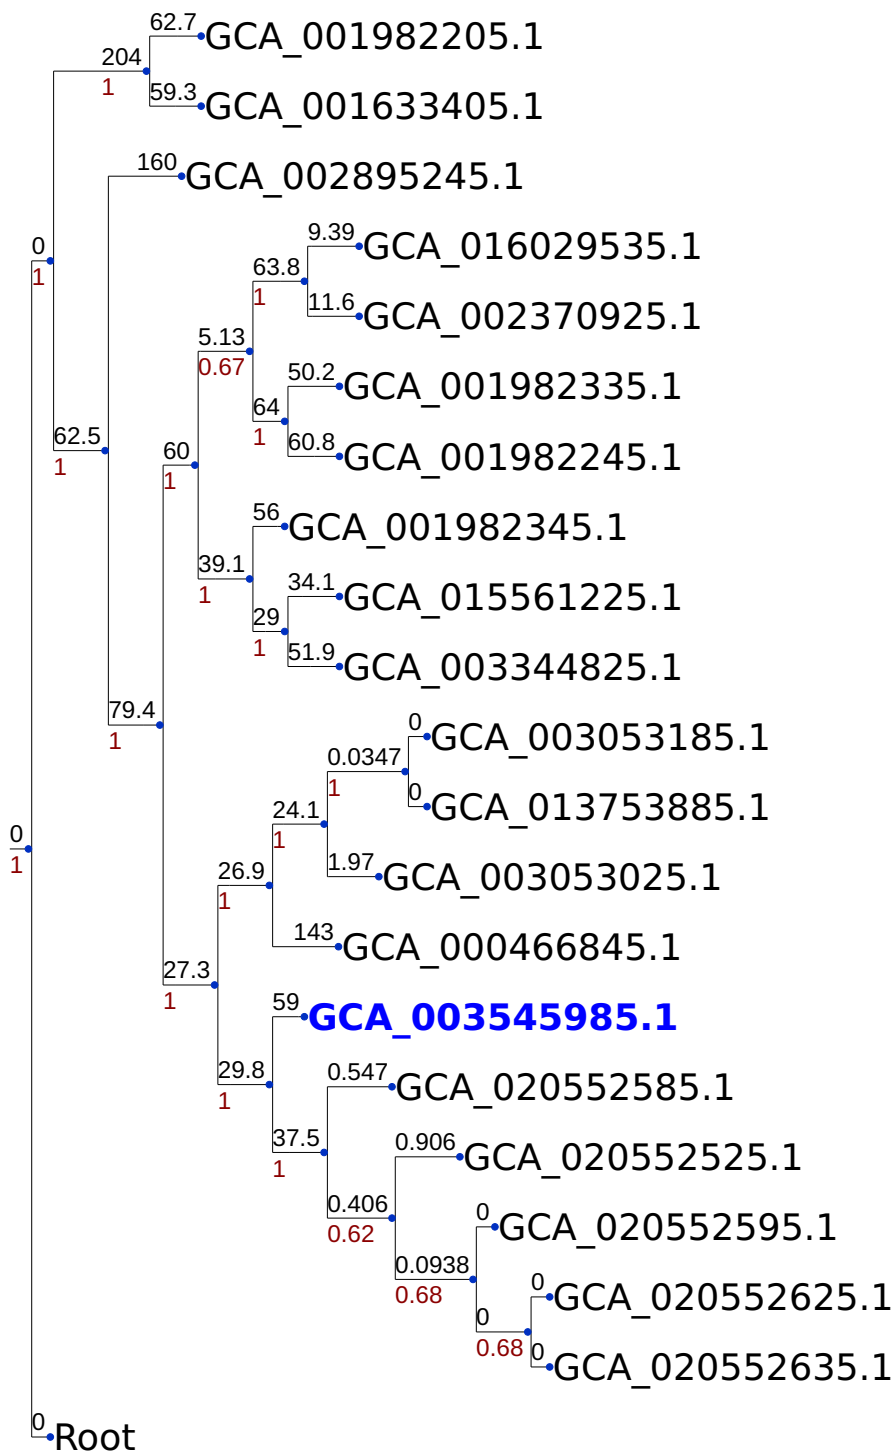 62.7
GCA_001982205.1
204
1
59.3
GCA_001633405.1
160
GCA_002895245.1
9.39
GCA_016029535.1
0
1
63.8
1
11.6
GCA_002370925.1
5.13
0.67
50.2
GCA_001982335.1
64
1
60.8
GCA_001982245.1
62.5
1
60
1
56
GCA_001982345.1
39.1
1
34.1
GCA_015561225.1
29
1
51.9
GCA_003344825.1
79.4
1
0
GCA_003053185.1
0.0347
1
0
GCA_013753885.1
24.1
1
0
1
1.97
GCA_003053025.1
26.9
1
143
GCA_000466845.1
27.3
1
59
GCA_003545985.1
29.8
1
0.547
GCA_020552585.1
37.5
1
0.906
GCA_020552525.1
0.406
0.62
0
GCA_020552595.1
0.0938
0.68
0
GCA_020552625.1
0
0.68
0
GCA_020552635.1
0
Root